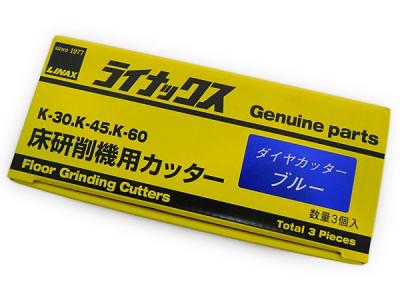 since 1977
LINAX
ライナックス
Genuine parts
K-30.K-45.K-60
床研削機用カッター
Floor Grinding Cutters
ダイヤカッター
ブルー
数量3個入
Total 3 Pieces